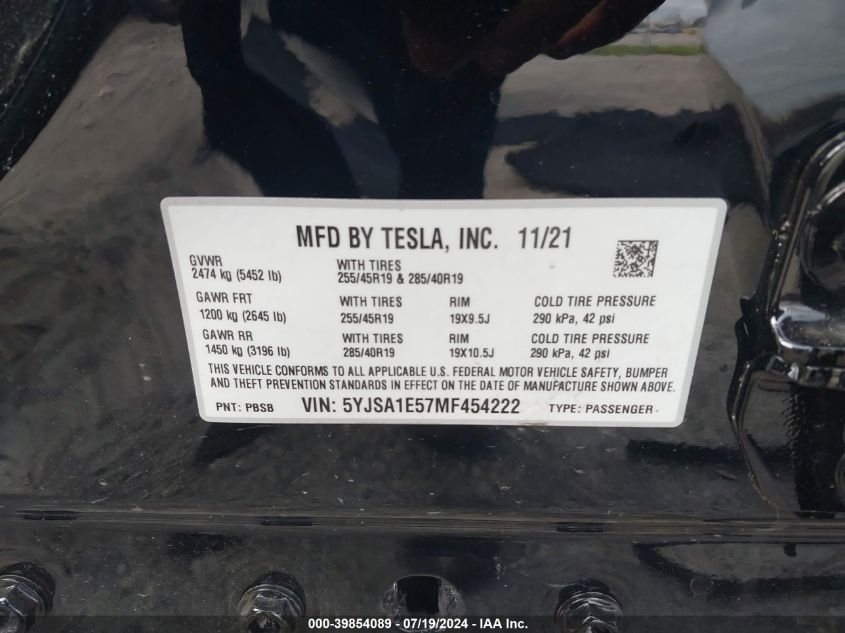 MFD BY TESLA, INC. 11/21
GVWR
2474 kg (5452 lb)
WITH TIRES
255/45R19 & 285/40R19
GAWR FRT
1200 kg (2645 lb)
WITH TIRES
255/45R19
RIM
19X9.5J
COLD TIRE PRESSURE
290 kPa, 42 psi
GAWR RR
1450 kg (3196 lb)
WITH TIRES
285/40R19
RIM
19X10.5J
COLD TIRE PRESSURE
290 kPa, 42 psi
THIS VEHICLE CONFORMS TO ALL APPLICABLE U.S. FEDERAL MOTOR VEHICLE SAFETY, BUMPER
AND THEFT PREVENTION STANDARDS IN EFFECT ON THE DATE OF MANUFACTURE SHOWN ABOVE.
PNT: PBSB VIN: 5YJSA1E57MF454222 TYPE: PASSENGER
000-39854089 - 07/19/2024 - IAA Inc.